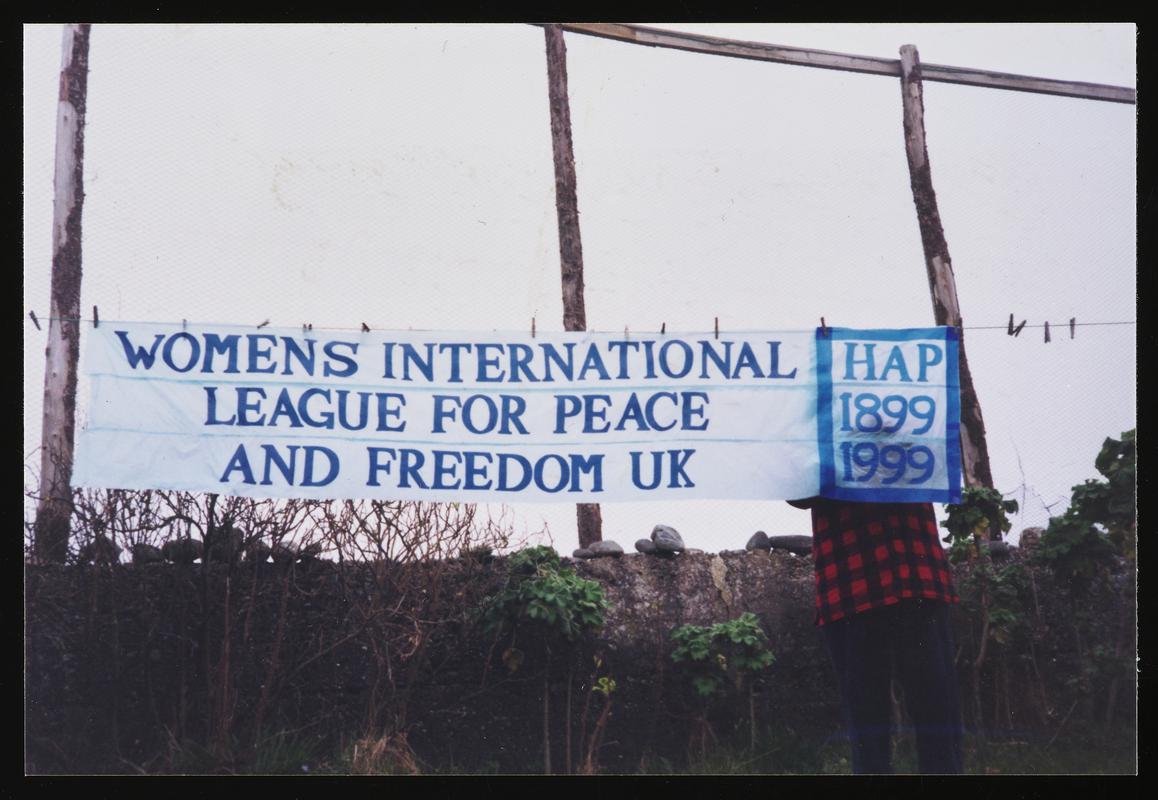 WOMENS INTERNATIONAL
LEAGUE FOR PEACE
AND FREEDOM UK
HAP
1899
1999